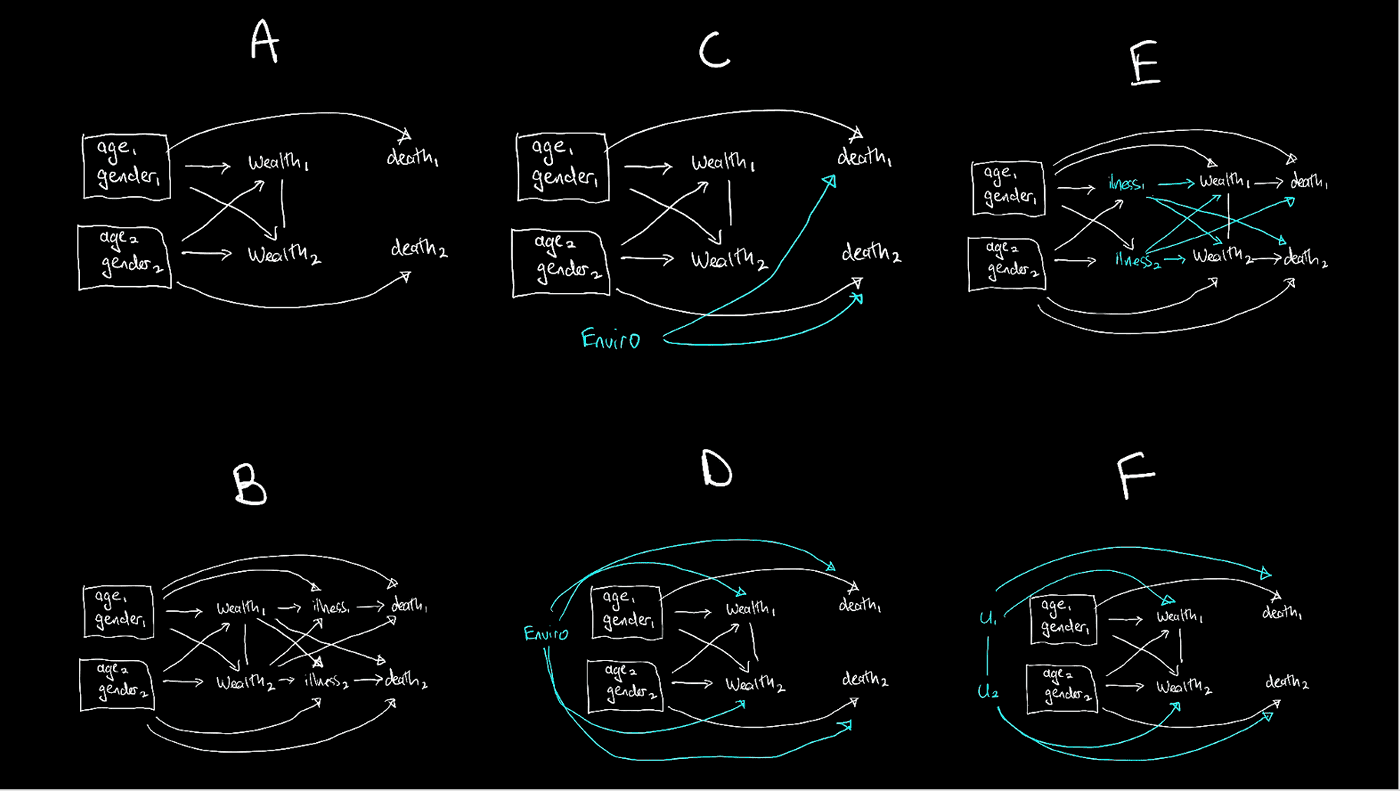 A
age₁
gender₁
wealth₁
death₁
age₂
gender₂
wealth₂
death₂
C
age₁
gender₁
wealth₁
death₁
age₂
gender₂
wealth₂
death₂
Enviro
E
age₁
gender₁
ilness₁
wealth₁
death₁
age₂
gender₂
ilness₂
wealth₂
death₂
B
age₁
gender₁
wealth₁
illness₁
death₁
age₂
gender₂
wealth₂
illness₂
death₂
D
Enviro
age₁
gender₁
wealth₁
death₁
age₂
gender₂
wealth₂
death₂
F
U₁
age₁
gender₁
wealth₁
death₁
U₂
age₂
gender₂
wealth₂
death₂